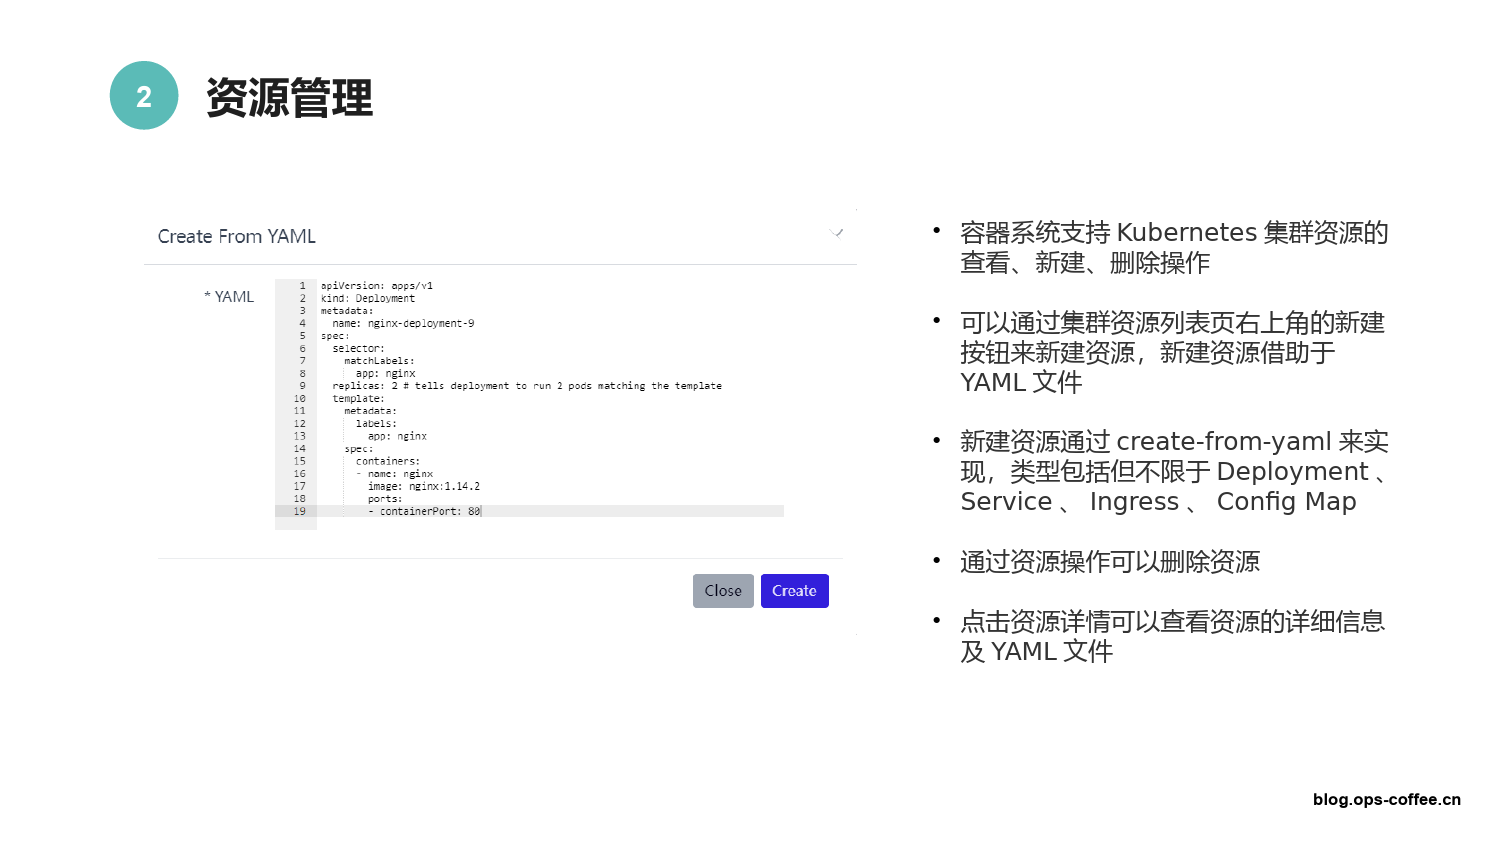 2 资源管理
Create From YAML
* YAML
1 apiVersion: apps/v1
2 kind: Deployment
3 metadata:
4   name: nginx-deployment-9
5 spec:
6   selector:
7     matchLabels:
8       app: nginx
9   replicas: 2 # tells deployment to run 2 pods matching the template
10   template:
11     metadata:
12       labels:
13         app: nginx
14     spec:
15       containers:
16       - name: nginx
17         image: nginx:1.14.2
18         ports:
19         - containerPort: 80
Close Create
• 容器系统支持 Kubernetes 集群资源的
查看、新建、删除操作
• 可以通过集群资源列表页右上角的新建
按钮来新建资源，新建资源借助于
YAML 文件
• 新建资源通过 create-from-yaml 来实
现，类型包括但不限于 Deployment 、
Service 、 Ingress 、 Config Map
• 通过资源操作可以删除资源
• 点击资源详情可以查看资源的详细信息
及 YAML 文件
blog.ops-coffee.cn